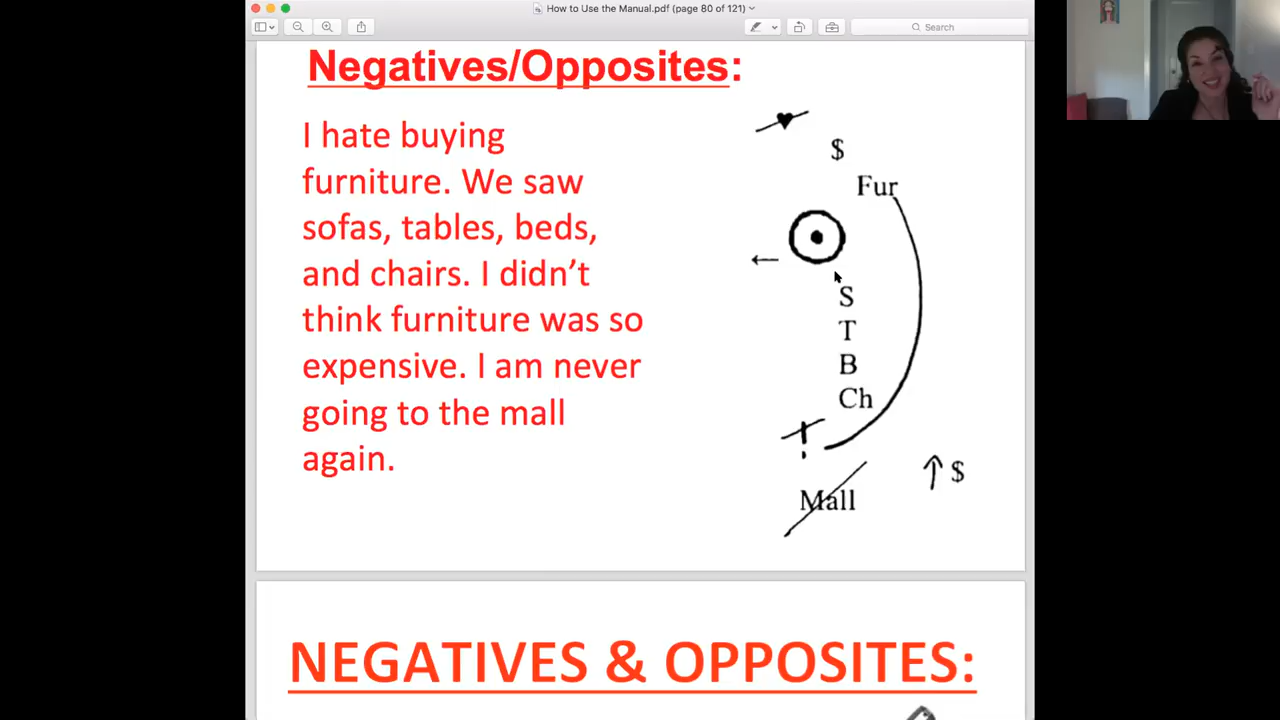 How to Use the Manual.pdf (page 80 of 121)
Search
Negatives/Opposites:
I hate buying
furniture. We saw
sofas, tables, beds,
and chairs. I didn’t
think furniture was so
expensive. I am never
going to the mall
again.
$
Fur
←
S
T
B
Ch
!
↑ $
Mall
NEGATIVES & OPPOSITES: